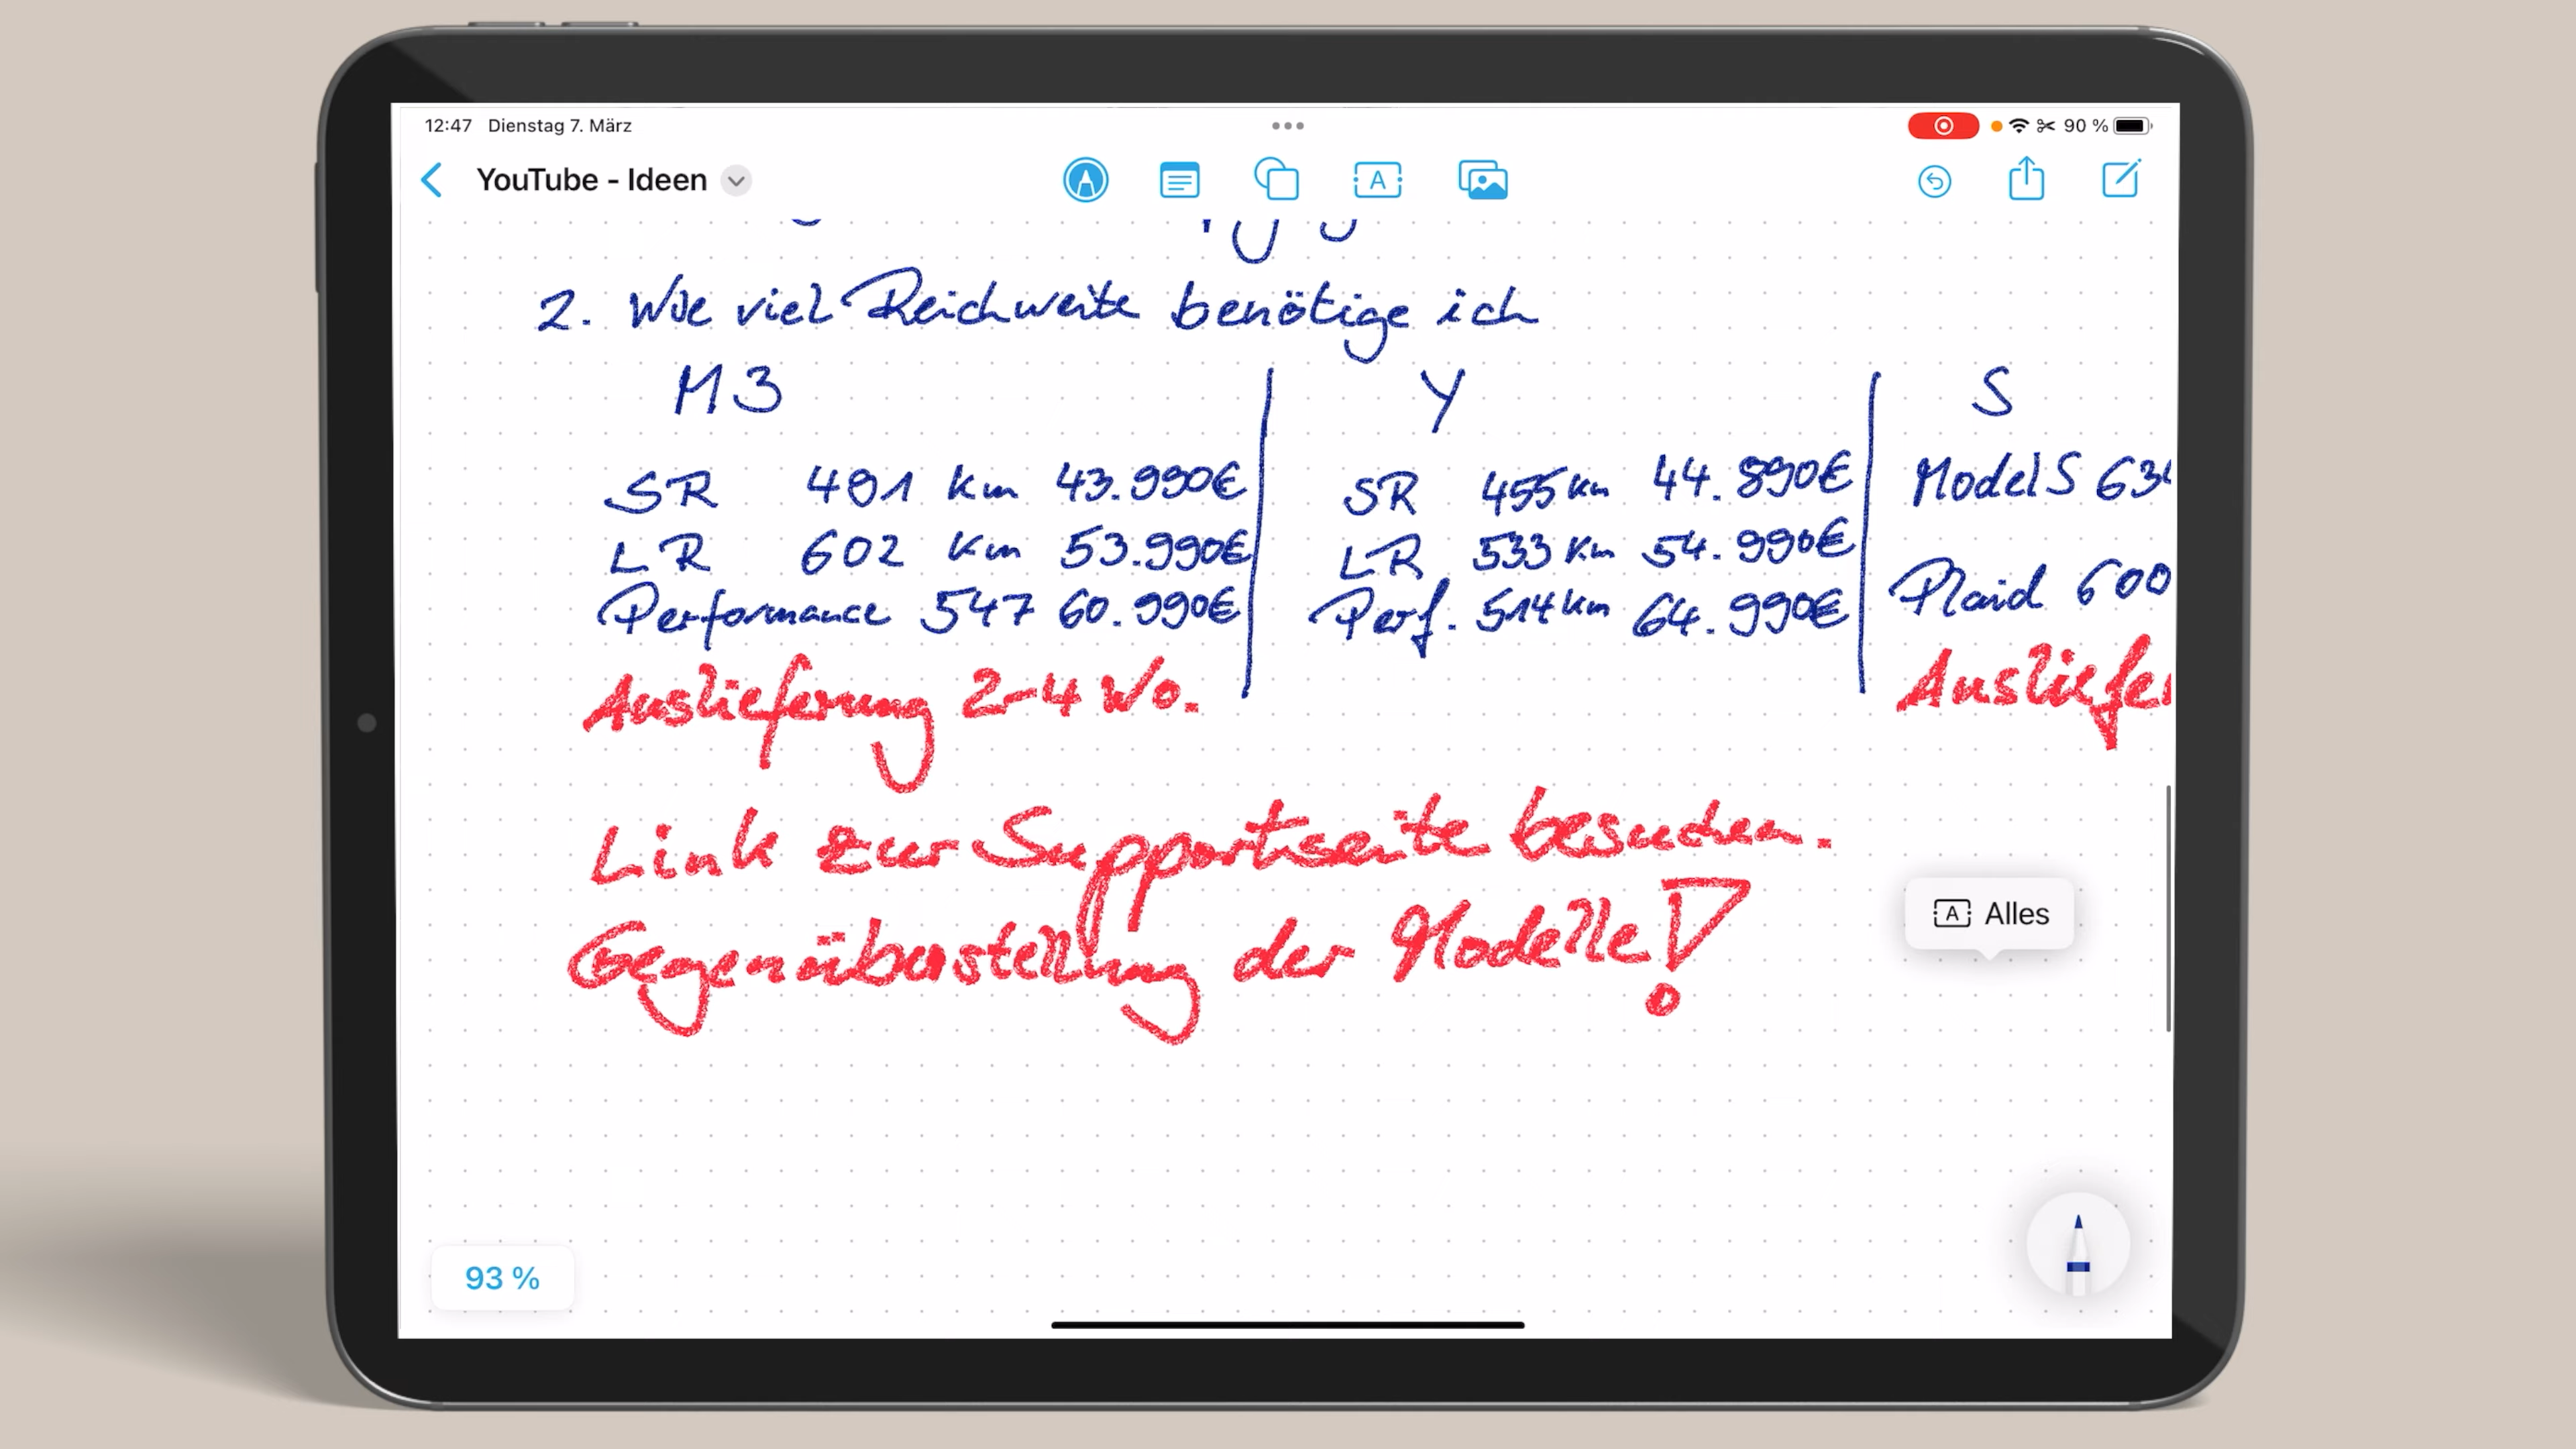 12:47 Dienstag 7. März
90 %
YouTube - Ideen
2. Wie viel Reichweite benötige ich
M3 Y S
SR 491 km 43.990€ SR 455 km 44.890€ Model S 634
LR 602 km 53.990€ LR 533 km 54.990€
Performance 547 60.990€ Perf. 514 km 64.990€ Plaid 600
Auslieferung 2-4 Wo. Ausliefer
Link zur Supportseite besuchen.
Gegenüberstellung der Modelle!
A Alles
93 %